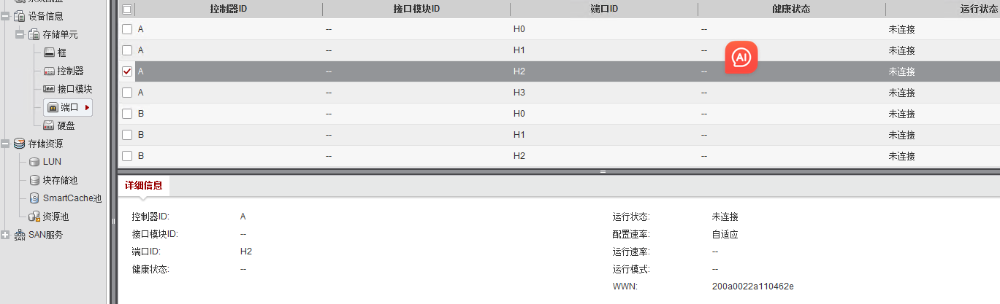 设备信息
存储单元
框
控制器
接口模块
端口
硬盘
存储资源
LUN
块存储池
SmartCache池
资源池
SAN服务
控制器ID 接口模块ID 端口ID 健康状态 运行状态
A -- H0 -- 未连接
A -- H1 -- 未连接
A -- H2 -- 未连接
A -- H3 -- 未连接
B -- H0 -- 未连接
B -- H1 -- 未连接
B -- H2 -- 未连接
AI
详细信息
控制器ID: A 运行状态: 未连接
接口模块ID: -- 配置速率: 自适应
端口ID: H2 运行速率: --
健康状态: -- 运行模式: --
WWN: 200a0022a110462e